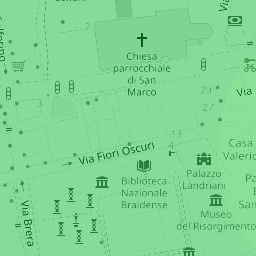 2
Chiesa
parrocchiale
di San
Marco
3
29
27
13
Via Fiori Oscuri
4
Casa
Valerio
Biblioteca
Nazionale
Braidense
Palazzo
Landriani
Via Brera
Museo
del Risorgimento